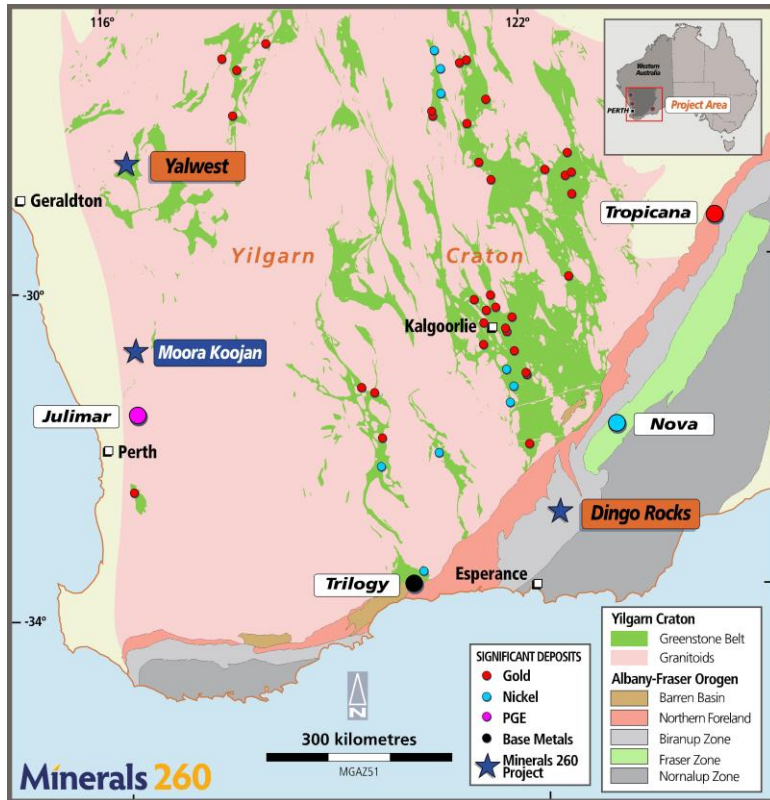 116°
122°
Western
Australia
PERTH
Project Area
Yalwest
Geraldton
Tropicana
Yilgarn
Craton
-30°
Kalgoorlie
Moora Koojan
Julimar
Nova
Perth
Dingo Rocks
Trilogy
Esperance
-34°
N
300 kilometres
MGAZ51
SIGNIFICANT DEPOSITS
Gold
Nickel
PGE
Base Metals
Minerals 260
Project
Yilgarn Craton
Greenstone Belt
Granitoids
Albany-Fraser Orogen
Barren Basin
Northern Foreland
Biranup Zone
Fraser Zone
Nornalup Zone
Minerals 260